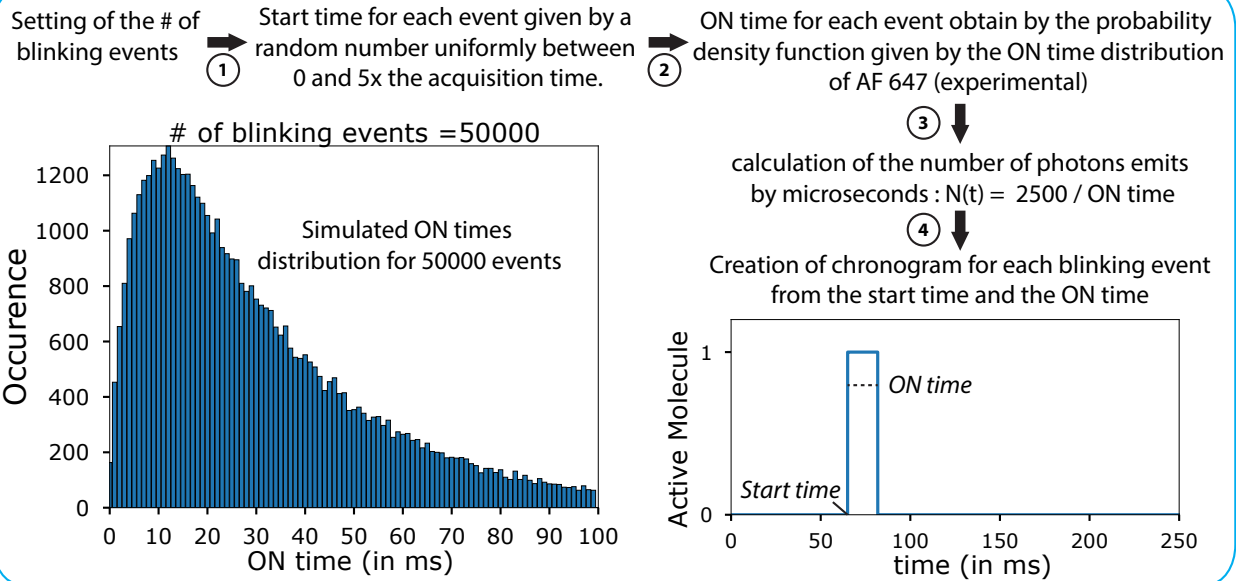 Setting of the # of
blinking events
1
Start time for each event given by a
random number uniformly between
0 and 5x the acquisition time.
2
ON time for each event obtain by the probability
density function given by the ON time distribution
of AF 647 (experimental)
3
calculation of the number of photons emits
by microseconds : N(t) = 2500 / ON time
4
Creation of chronogram for each blinking event
from the start time and the ON time
# of blinking events =50000
Simulated ON times
distribution for 50000 events
Occurence
1200
1000
800
600
400
200
0
0 10 20 30 40 50 60 70 80 90 100
ON time (in ms)
Active Molecule
1
0
ON time
Start time
0 50 100 150 200 250
time (in ms)